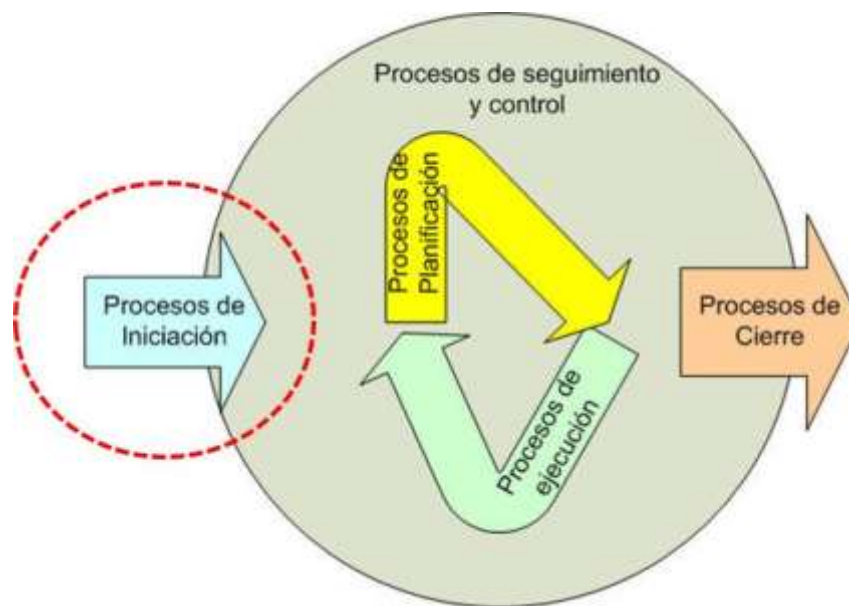 Procesos de seguimiento
y control
Procesos de
Planificación
Procesos de
Iniciación
Procesos de
Cierre
Procesos de
ejecución